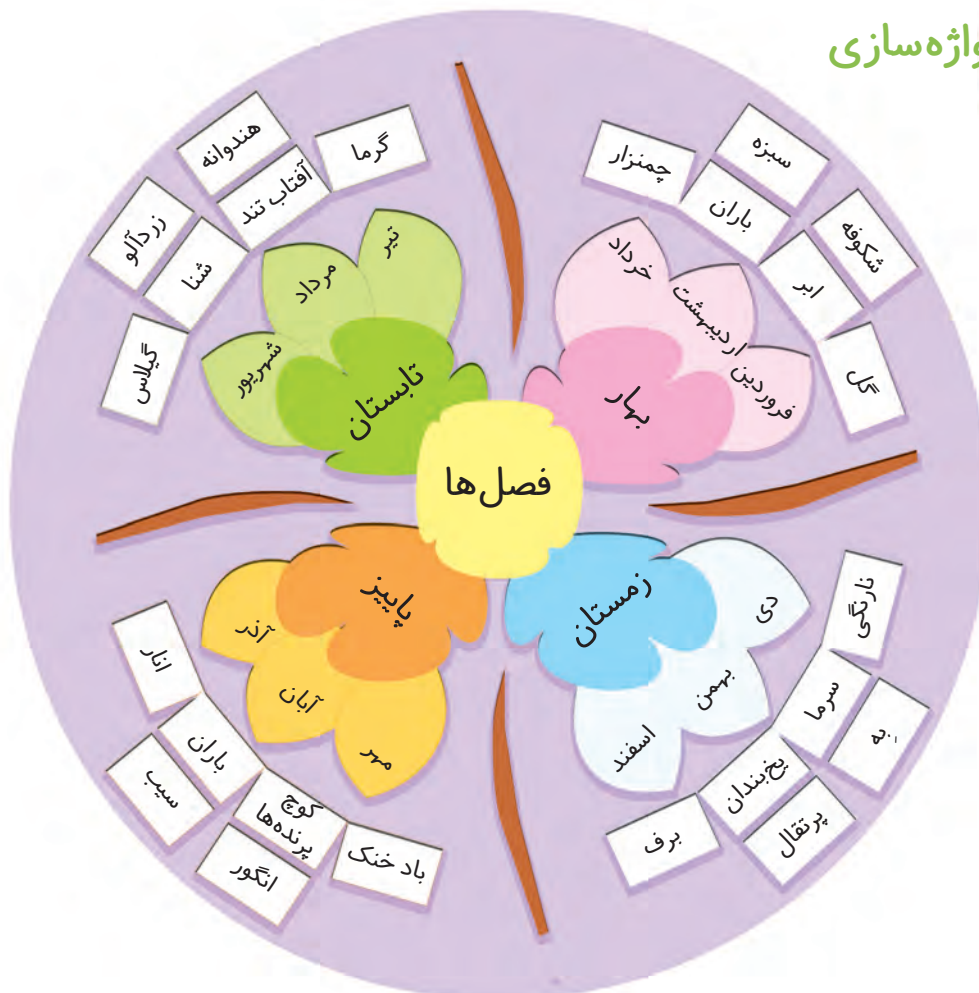 واژه‌سازی
فصل‌ها
بهار
فروردین
اردیبهشت
خرداد
گل
ابر
شکوفه
باران
سبزه
چمنزار
تابستان
تیر
مرداد
شهریور
گرما
آفتاب تند
هندوانه
شنا
زردآلو
گیلاس
پاییز
مهر
آبان
آذر
انار
باران
سیب
کوچ
پرنده‌ها
انگور
باد خنک
زمستان
دی
بهمن
اسفند
نارنگی
سرما
بِه
یخ‌بندان
پرتقال
برف